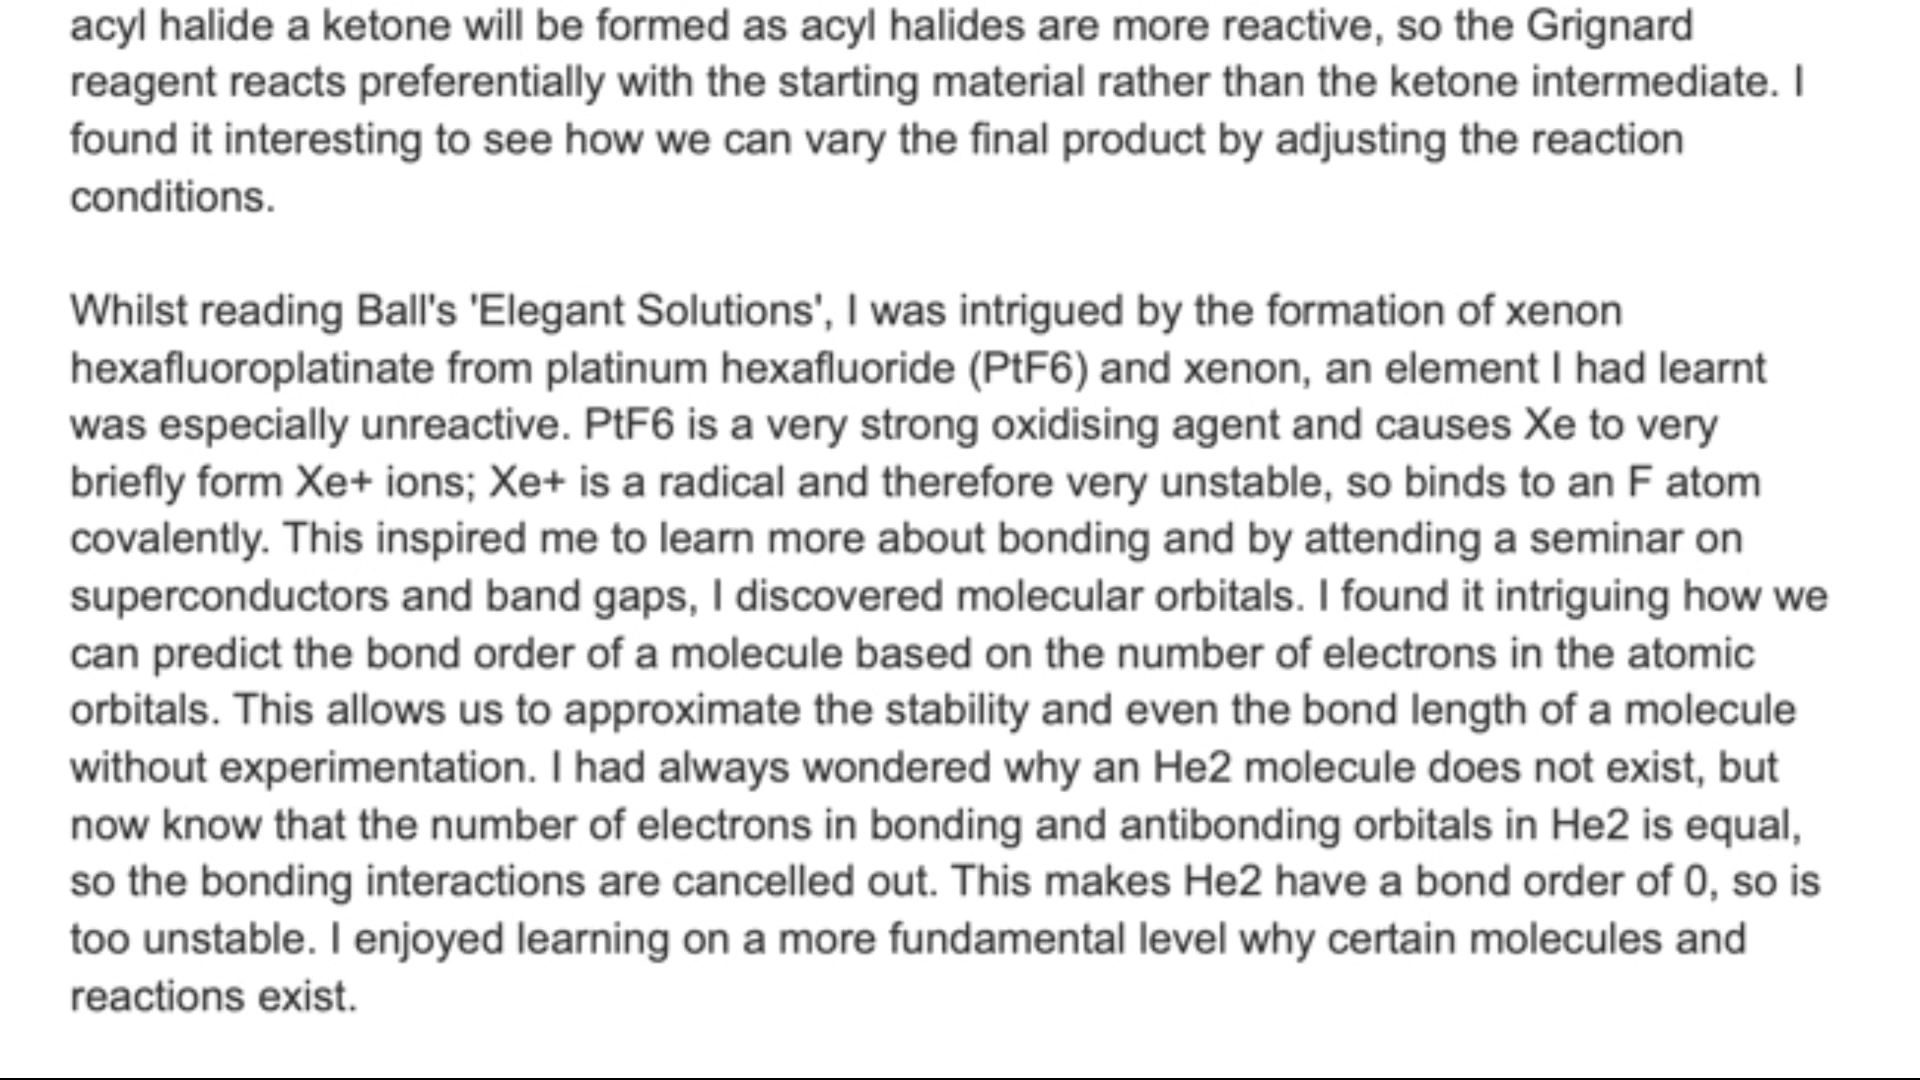 acyl halide a ketone will be formed as acyl halides are more reactive, so the Grignard
reagent reacts preferentially with the starting material rather than the ketone intermediate. I
found it interesting to see how we can vary the final product by adjusting the reaction
conditions.
Whilst reading Ball's 'Elegant Solutions', I was intrigued by the formation of xenon
hexafluoroplatinate from platinum hexafluoride (PtF6) and xenon, an element I had learnt
was especially unreactive. PtF6 is a very strong oxidising agent and causes Xe to very
briefly form Xe+ ions; Xe+ is a radical and therefore very unstable, so binds to an F atom
covalently. This inspired me to learn more about bonding and by attending a seminar on
superconductors and band gaps, I discovered molecular orbitals. I found it intriguing how we
can predict the bond order of a molecule based on the number of electrons in the atomic
orbitals. This allows us to approximate the stability and even the bond length of a molecule
without experimentation. I had always wondered why an He2 molecule does not exist, but
now know that the number of electrons in bonding and antibonding orbitals in He2 is equal,
so the bonding interactions are cancelled out. This makes He2 have a bond order of 0, so is
too unstable. I enjoyed learning on a more fundamental level why certain molecules and
reactions exist.